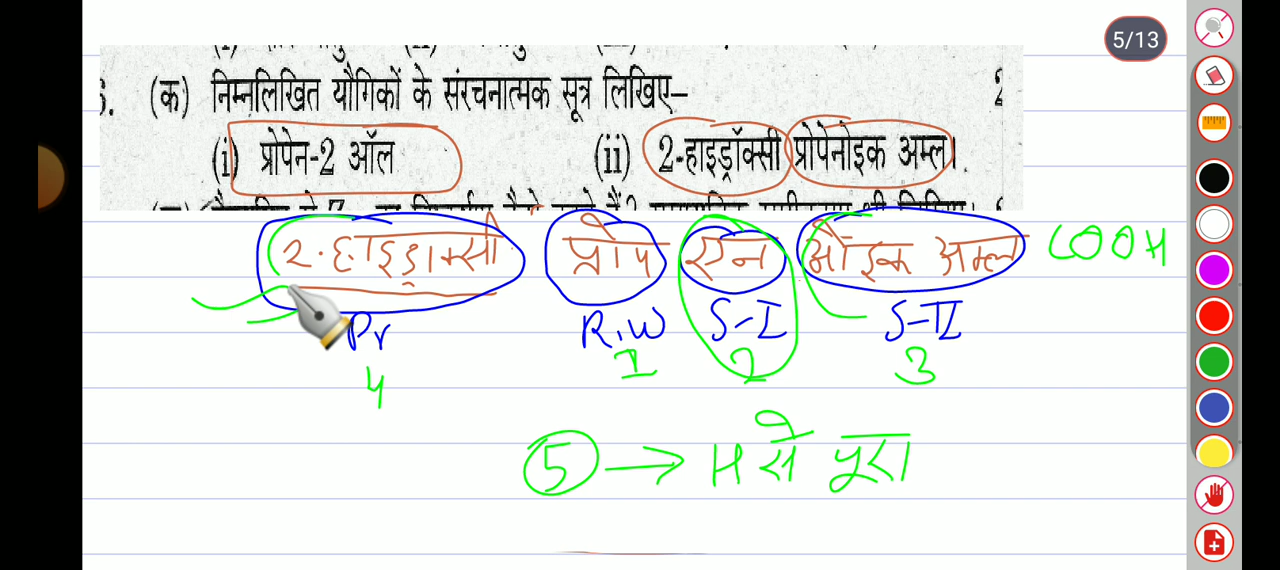 5/13
(क) निम्नलिखित यौगिकों के संरचनात्मक सूत्र लिखिए–
(i) प्रोपेन-2 ऑल (ii) 2-हाइड्रॉक्सी प्रोपेनोइक अम्ल।
2-हाइड्राक्सी प्रोप एन ओइक अम्ल COOH
Pr R.W S-I S-II
4 1 2 3
5 → H से पूरा